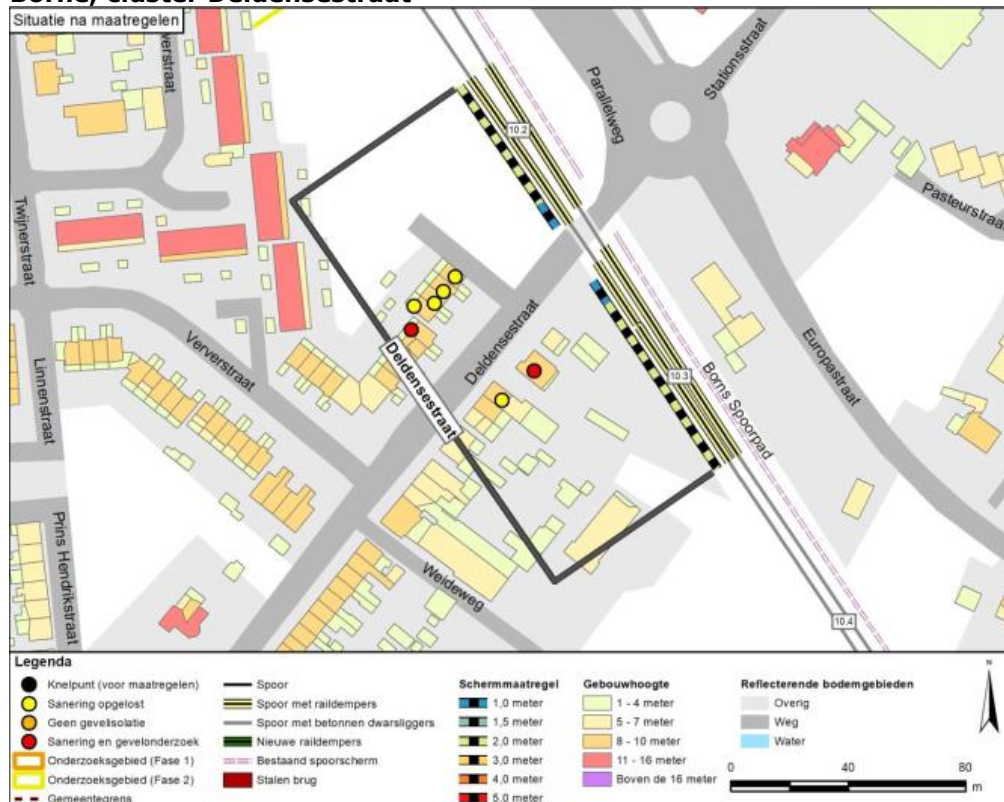 Borne, cluster Deldensestraat
Situatie na maatregelen
Parallelweg
Stationsstraat
10.2
Pasteurstraat
Twijnerstraat
Ververstraat
Deldensestraat
Deldensestraat
10.3
Borns Spoorpad
Europastraat
Linnenstraat
Prins Hendrikstraat
Weideweg
10.4
Legenda
Knelpunt (voor maatregelen)
Sanering opgelost
Geen gevelisolatie
Sanering en gevelonderzoek
Onderzoeksgebied (Fase 1)
Onderzoeksgebied (Fase 2)
Gemeentegrens
Spoor
Spoor met raildempers
Spoor met betonnen dwarsliggers
Nieuwe raildempers
Bestaand spoorscherm
Stalen brug
Schermmaatregel
1,0 meter
1,5 meter
2,0 meter
3,0 meter
4,0 meter
5,0 meter
Gebouwhoogte
1 - 4 meter
5 - 7 meter
8 - 10 meter
11 - 16 meter
Boven de 16 meter
Reflecterende bodemgebieden
Overig
Weg
Water
N
0 40 80
m